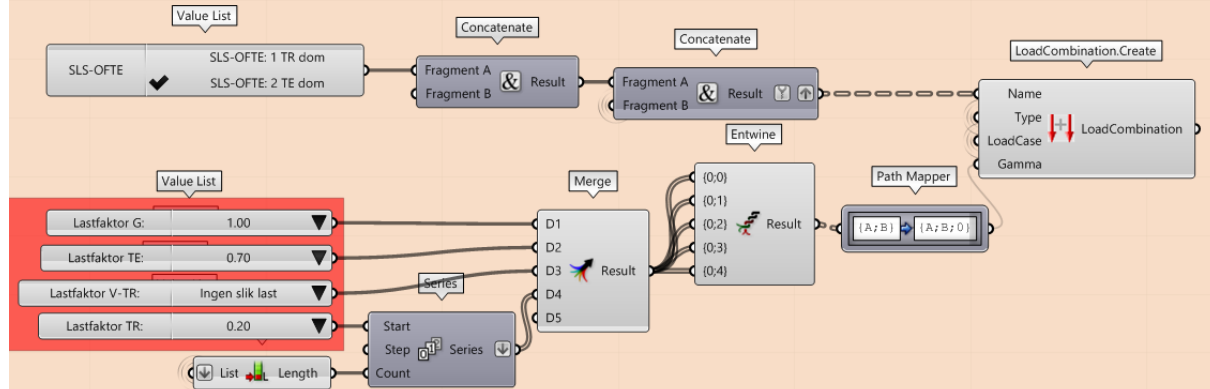 Value List
Concatenate
Concatenate
LoadCombination.Create
SLS-OFTE
SLS-OFTE: 1 TR dom
SLS-OFTE: 2 TE dom
Fragment A
Fragment B
&
Result
Fragment A
Fragment B
&
Result
Name
Type
LoadCase
Gamma
LoadCombination
Entwine
Value List
Merge
Path Mapper
{0;0}
{0;1}
{0;2}
{0;3}
{0;4}
Result
{A;B}
{A;B;0}
Lastfaktor G:
1.00
Lastfaktor TE:
0.70
Lastfaktor V-TR:
Ingen slik last
Lastfaktor TR:
0.20
D1
D2
D3
D4
D5
Result
Series
Start
Step
Count
Series
List
Length